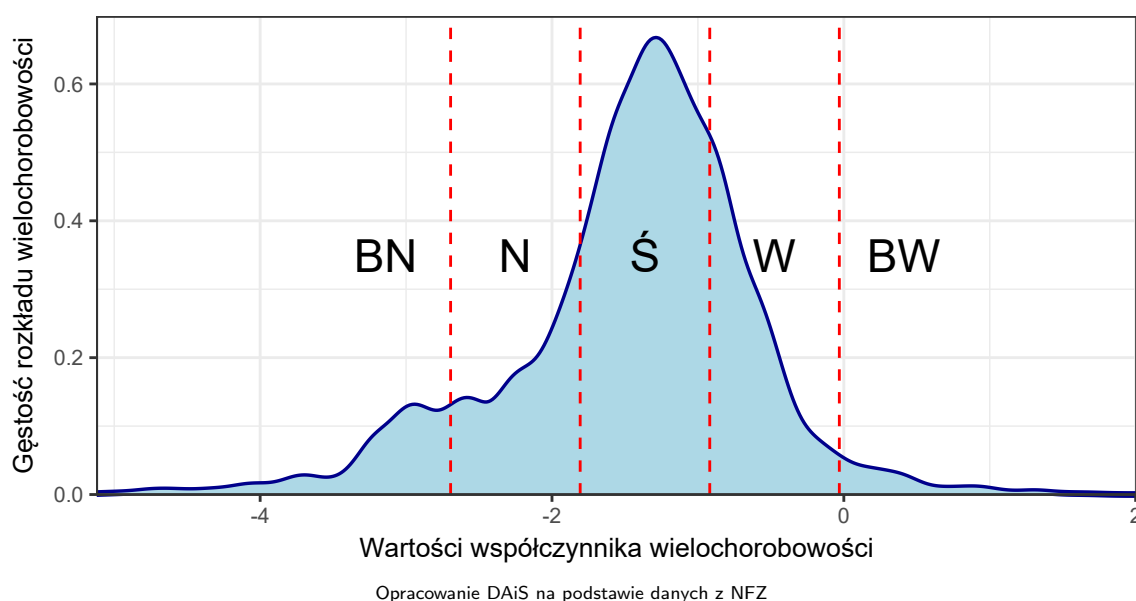 Gęstość rozkładu wielochorobowości
0.6
0.4
0.2
0.0
BN N Ś W BW
-4 -2 0 2
Wartości współczynnika wielochorobowości
Opracowanie DAiS na podstawie danych z NFZ